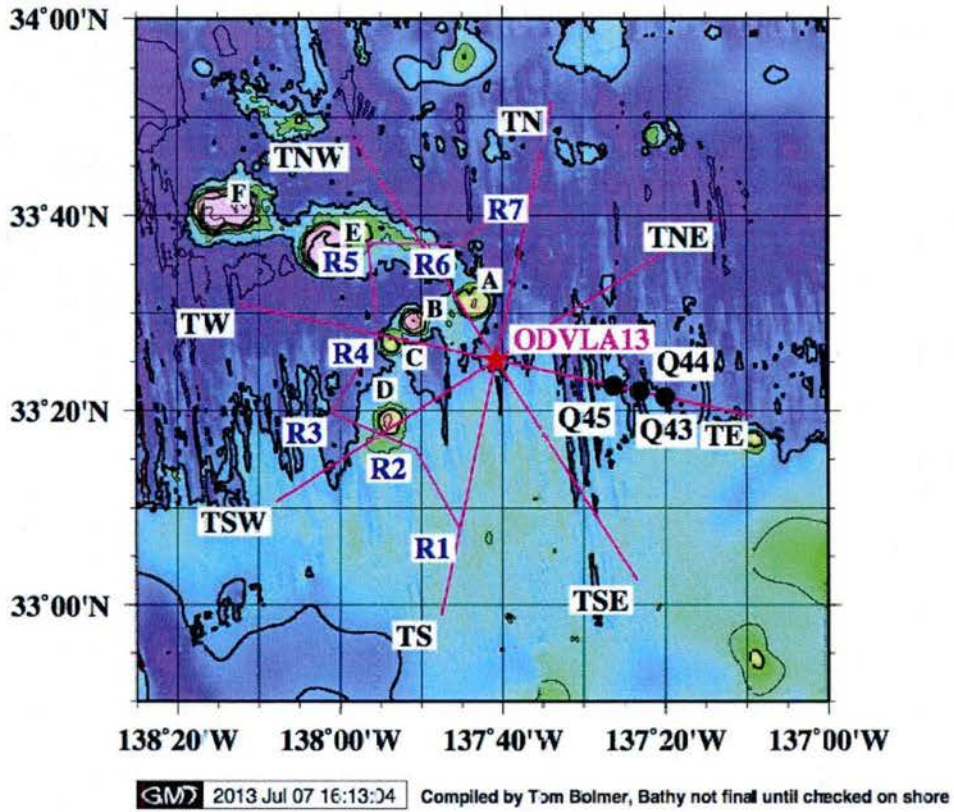 34°00'N
TN
TNW
F
33°40'N
R7
E
TNE
R5
R6
A
B
TW
ODVLA13
R4
C
Q44
D
33°20'N
Q45
Q43
TE
R3
R2
TSW
R1
33°00'N
TSE
TS
138°20'W 138°00'W 137°40'W 137°20'W 137°00'W
GMT 2013 Jul 07 16:13:04 Compiled by Tom Bolmer, Bathy not final until checked on shore